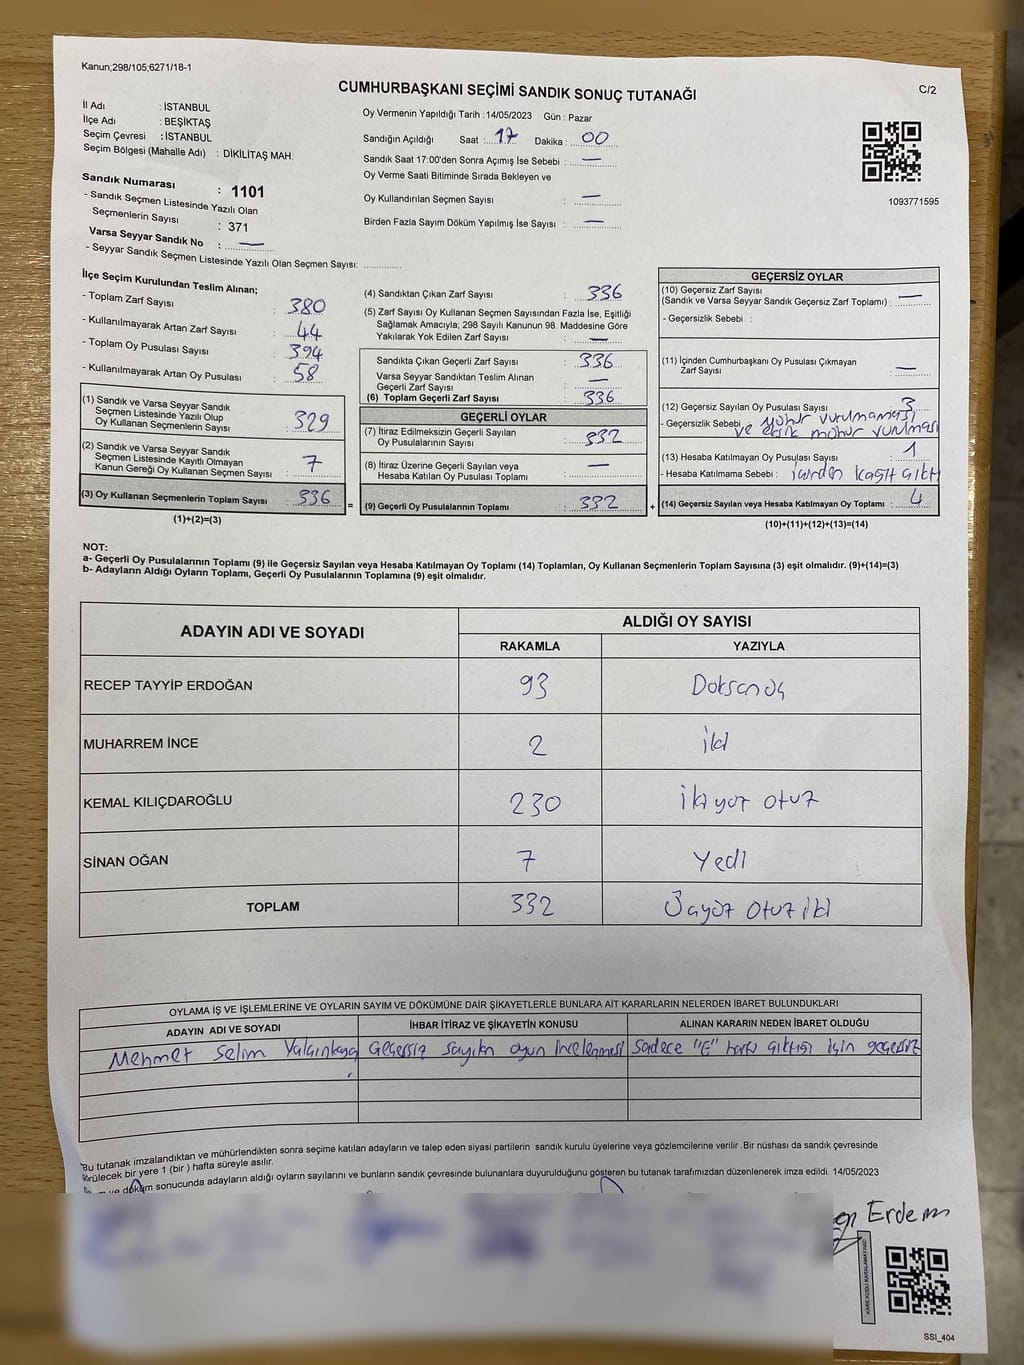 Kanun;298/105;6271/18-1
C/2
CUMHURBAŞKANI SEÇİMİ SANDIK SONUÇ TUTANAĞI
İl Adı : İSTANBUL
İlçe Adı : BEŞİKTAŞ
Seçim Çevresi : İSTANBUL
Seçim Bölgesi (Mahalle Adı) : DİKİLİTAŞ MAH.
Sandık Numarası : 1101
- Sandık Seçmen Listesinde Yazılı Olan
Seçmenlerin Sayısı : 371
Varsa Seyyar Sandık No : —
- Seyyar Sandık Seçmen Listesinde Yazılı Olan Seçmen Sayısı: ..............
Oy Vermenin Yapıldığı Tarih : 14/05/2023 Gün : Pazar
Sandığın Açıldığı Saat : 17 Dakika : 00
Sandık Saat 17:00'den Sonra Açımış İse Sebebi : —
Oy Verme Saati Bitiminde Sırada Bekleyen ve
Oy Kullandırılan Seçmen Sayısı : —
Birden Fazla Sayım Döküm Yapılmış İse Sayısı : —
1093771595
İlçe Seçim Kurulundan Teslim Alınan;
- Toplam Zarf Sayısı : 380
- Kullanılmayarak Artan Zarf Sayısı : 44
- Toplam Oy Pusulası Sayısı : 394
- Kullanılmayarak Artan Oy Pusulası : 58
(1) Sandık ve Varsa Seyyar Sandık
Seçmen Listesinde Yazılı Olup
Oy Kullanan Seçmenlerin Sayısı : 329
(2) Sandık ve Varsa Seyyar Sandık
Seçmen Listesinde Kayıtlı Olmayan
Kanun Gereği Oy Kullanan Seçmen Sayısı : 7
(3) Oy Kullanan Seçmenlerin Toplam Sayısı : 336
(1)+(2)=(3)
(4) Sandıktan Çıkan Zarf Sayısı : 336
(5) Zarf Sayısı Oy Kullanan Seçmen Sayısından Fazla İse, Eşitliği
Sağlamak Amacıyla; 298 Sayılı Kanunun 98. Maddesine Göre
Yakılarak Yok Edilen Zarf Sayısı : —
Sandıkta Çıkan Geçerli Zarf Sayısı : 336
Varsa Seyyar Sandıktan Teslim Alınan
Geçerli Zarf Sayısı : —
(6) Toplam Geçerli Zarf Sayısı : 336
GEÇERLİ OYLAR
(7) İtiraz Edilmeksizin Geçerli Sayılan
Oy Pusulalarının Sayısı : 332
(8) İtiraz Üzerine Geçerli Sayılan veya
Hesaba Katılan Oy Pusulaları Toplamı : —
= (9) Geçerli Oy Pusulalarının Toplamı : 332
GEÇERSİZ OYLAR
(10) Geçersiz Zarf Sayısı
(Sandık ve Varsa Seyyar Sandık Geçersiz Zarf Toplamı) : —
- Geçersizlik Sebebi :
(11) İçinden Cumhurbaşkanı Oy Pusulası Çıkmayan
Zarf Sayısı : —
(12) Geçersiz Sayılan Oy Pusulası Sayısı : 3
- Geçersizlik Sebebi : Mühür vurulmaması
ve eksik mühür vurulması
(13) Hesaba Katılmayan Oy Pusulası Sayısı : 1
- Hesaba Katılmama Sebebi : içinden kağıt çıktı
+ (14) Geçersiz Sayılan veya Hesaba Katılmayan Oy Toplamı : 4
(10)+(11)+(12)+(13)=(14)
NOT:
a- Geçerli Oy Pusulalarının Toplamı (9) ile Geçersiz Sayılan veya Hesaba Katılmayan Oy Toplamı (14) Toplamları, Oy Kullanan Seçmenlerin Toplam Sayısına (3) eşit olmalıdır. (9)+(14)=(3)
b- Adayların Aldığı Oyların Toplamı, Geçerli Oy Pusulalarının Toplamına (9) eşit olmalıdır.
ADAYIN ADI VE SOYADI ALDIĞI OY SAYISI
RAKAMLA YAZIYLA
RECEP TAYYİP ERDOĞAN 93 Doksanüç
MUHARREM İNCE 2 iki
KEMAL KILIÇDAROĞLU 230 ikiyüz otuz
SİNAN OĞAN 7 Yedi
TOPLAM 332 Üçyüz otuz iki
OYLAMA İŞ VE İŞLEMLERİNE VE OYLARIN SAYIM VE DÖKÜMÜNE DAİR ŞİKAYETLERLE BUNLARA AİT KARARLARIN NELERDEN İBARET BULUNDUKLARI
ADAYIN ADI VE SOYADI İHBAR İTİRAZ VE ŞİKAYETİN KONUSU ALINAN KARARIN NEDEN İBARET OLDUĞU
Mehmet Selim Yalçınkaya Geçersiz sayılan oyun incelenmesi Sadece "E" harfi çıktığı için geçersiz
Bu tutanak imzalandıktan ve mühürlendikten sonra seçime katılan adayların ve talep eden siyasi partilerin sandık kurulu üyelerine veya gözlemcilerine verilir .Bir nüshası da sandık çevresinde
görülecek bir yere 1 (bir ) hafta süreyle asılır.
ve döküm sonucunda adayların aldığı oyların sayılarını ve bunların sandık çevresinde bulunanlara duyurulduğunu gösteren bu tutanak tarafımızdan düzenlenerek imza edildi. 14/05/2023
Erdem
KARE KODU KARALAMAYINIZ!
SSI_404